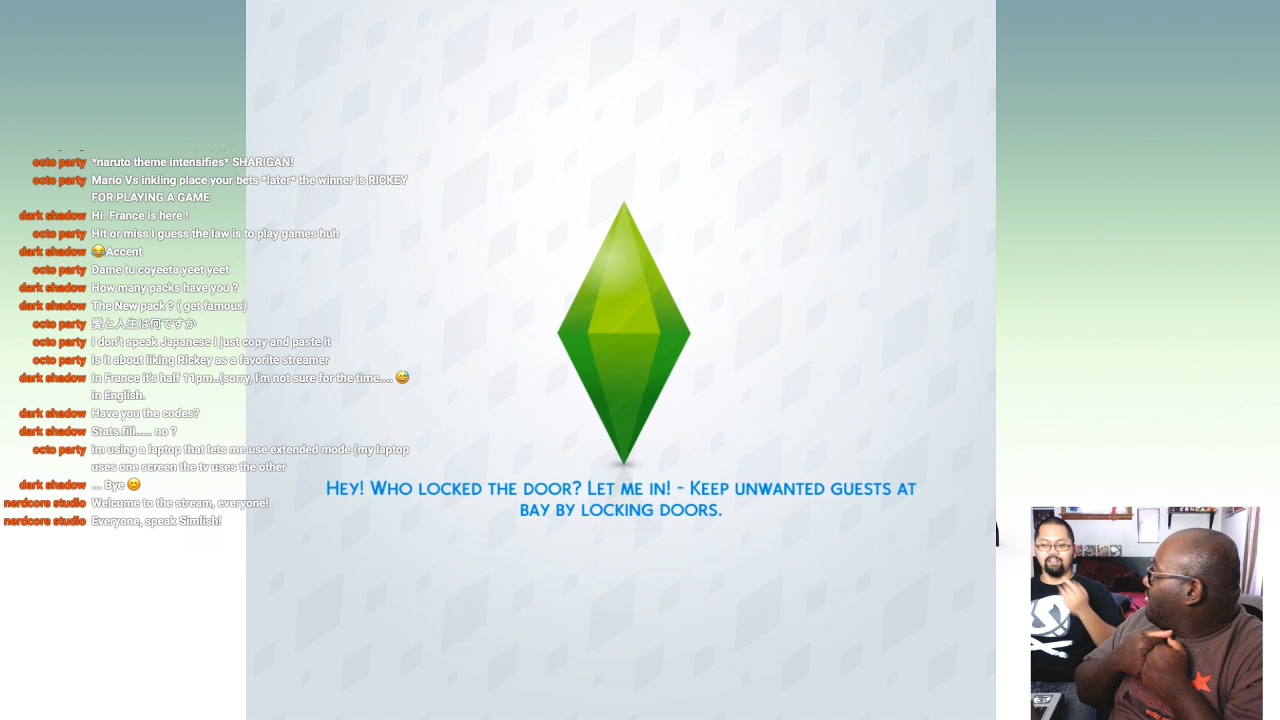 octo party *naruto theme intensifies* SHARIGAN!
octo party Mario Vs inkling place your bets *later* the winner is RICKEY
FOR PLAYING A GAME
dark shadow Hi. France is here !
octo party Hit or miss I guess the law is to play games huh
dark shadow 😂Accent
octo party Dame tu coyeeta yeet yeet
dark shadow How many packs have you ?
dark shadow The New pack ? ( get famous)
octo party 愛と人生は何ですか
octo party I don't speak Japanese I just copy and paste it
octo party Is it about liking Rickey as a favorite streamer
dark shadow In France it's half 11pm..(sorry, I'm not sure for the time.... 😅
in English.
dark shadow Have you the codes?
dark shadow Stats.fill..... no ?
octo party im using a laptop that lets me use extended mode (my laptop
uses one screen the tv uses the other
dark shadow ... Bye 😊
nerdcore studio Welcome to the stream, everyone!
nerdcore studio Everyone, speak Simlish!
Hey! Who locked the door? Let me in! - Keep unwanted guests at
bay by locking doors.